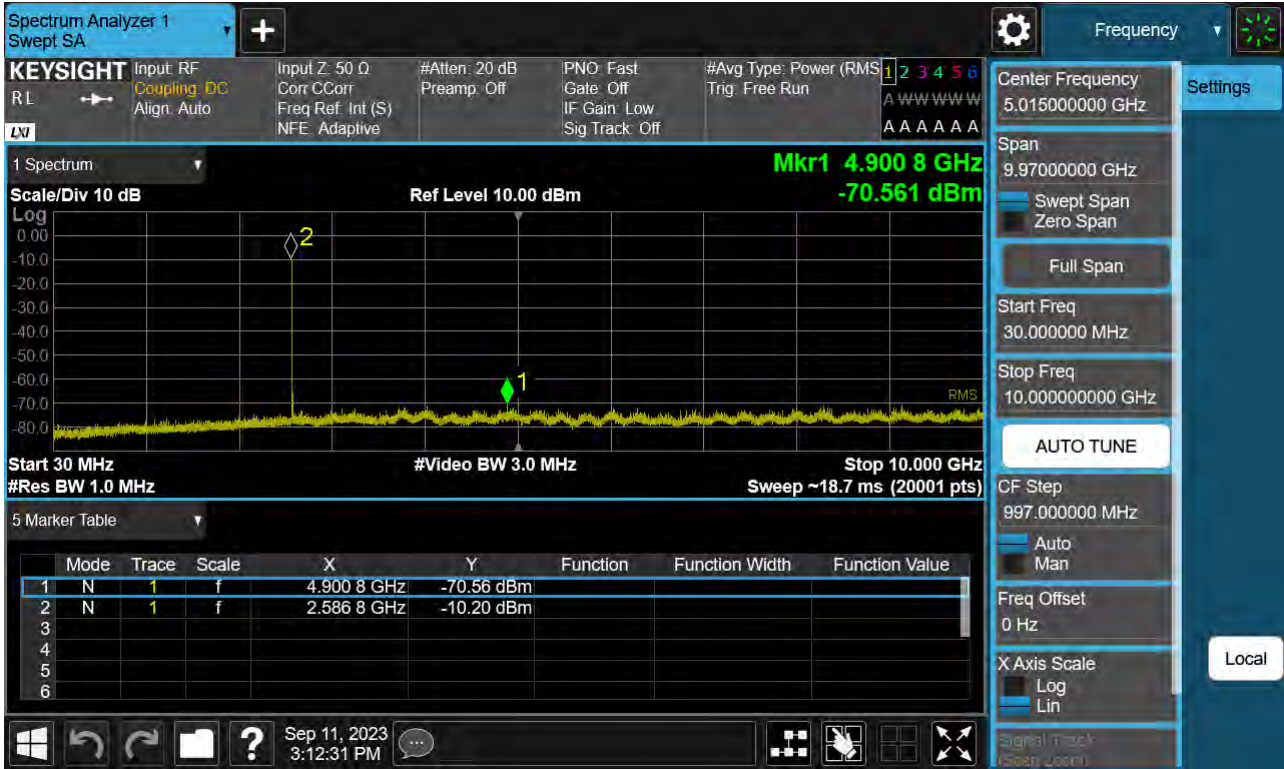 Spectrum Analyzer 1
Swept SA
+
Frequency
KEYSIGHT
RL
LXI
Input: RF
Coupling: DC
Align: Auto
Input Z: 50 Ω
Corr CCorr
Freq Ref: Int (S)
NFE: Adaptive
#Atten: 20 dB
Preamp: Off
PNO: Fast
Gate: Off
IF Gain: Low
Sig Track: Off
#Avg Type: Power (RMS
Trig: Free Run
1 2 3 4 5 6
A W W W W W
A A A A A A
1 Spectrum
Mkr1 4.900 8 GHz
-70.561 dBm
Scale/Div 10 dB
Ref Level 10.00 dBm
Log
0.00
-10.0
-20.0
-30.0
-40.0
-50.0
-60.0
-70.0
-80.0
2
1
RMS
Start 30 MHz
#Video BW 3.0 MHz
Stop 10.000 GHz
#Res BW 1.0 MHz
Sweep ~18.7 ms (20001 pts)
5 Marker Table
Mode Trace Scale X Y Function Function Width Function Value
1 N 1 f 4.900 8 GHz -70.56 dBm
2 N 1 f 2.586 8 GHz -10.20 dBm
3
4
5
6
?
Sep 11, 2023
3:12:31 PM
Center Frequency
5.015000000 GHz
Span
9.97000000 GHz
Swept Span
Zero Span
Full Span
Start Freq
30.000000 MHz
Stop Freq
10.000000000 GHz
AUTO TUNE
CF Step
997.000000 MHz
Auto
Man
Freq Offset
0 Hz
X Axis Scale
Log
Lin
Signal Track
(Span Zoom)
Settings
Local